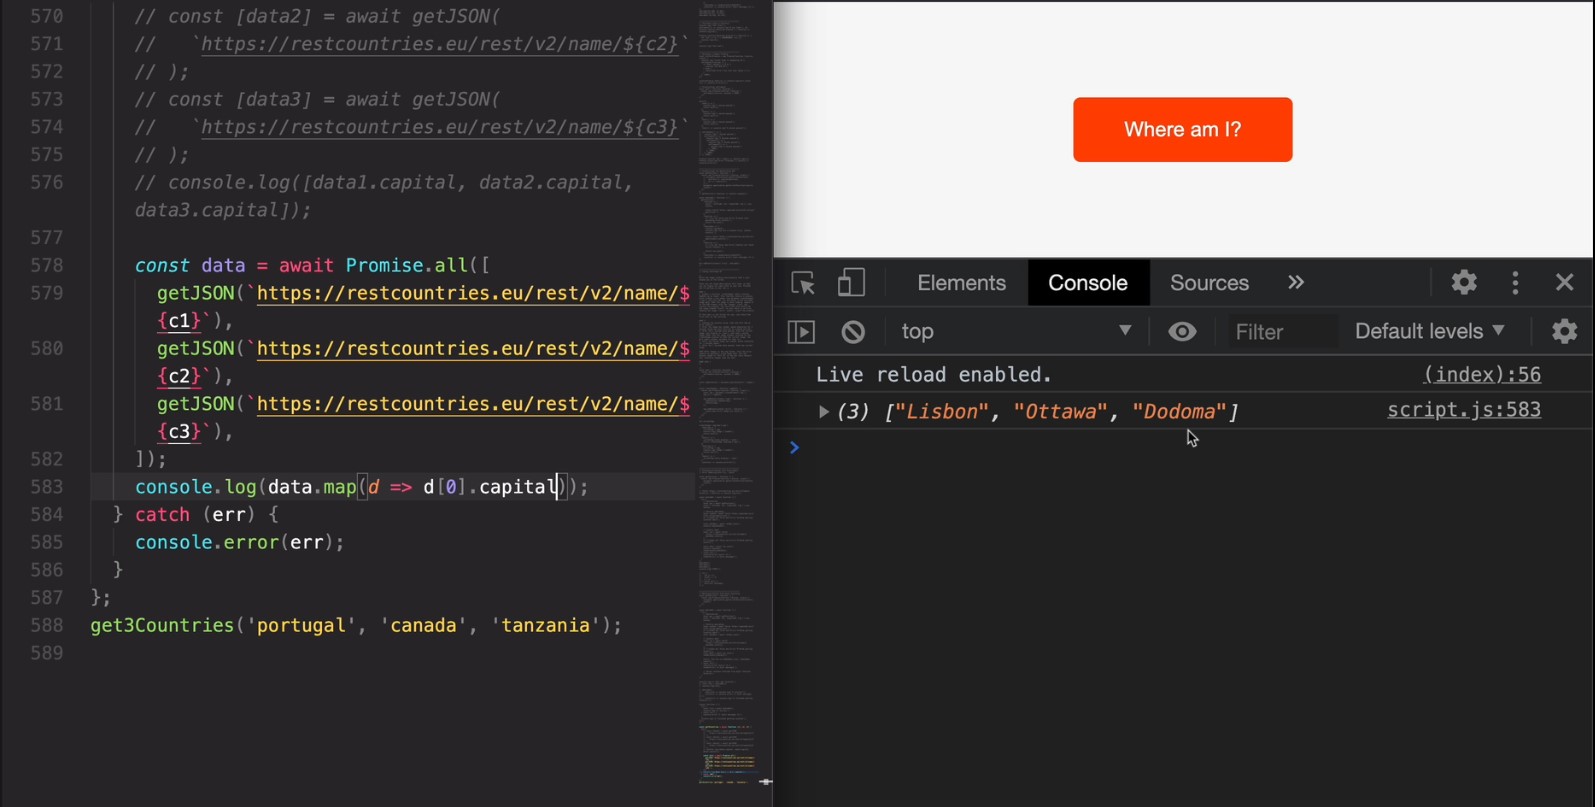 570 // const [data2] = await getJSON(
571 //   `https://restcountries.eu/rest/v2/name/${c2}`
572 // );
573 // const [data3] = await getJSON(
574 //   `https://restcountries.eu/rest/v2/name/${c3}`
575 // );
576 // console.log([data1.capital, data2.capital,
data3.capital]);
577
578 const data = await Promise.all([
579 getJSON(`https://restcountries.eu/rest/v2/name/$
{c1}`),
580 getJSON(`https://restcountries.eu/rest/v2/name/$
{c2}`),
581 getJSON(`https://restcountries.eu/rest/v2/name/$
{c3}`),
582 ]);
583 console.log(data.map(d => d[0].capital));
584 } catch (err) {
585 console.error(err);
586 }
587 };
588 get3Countries('portugal', 'canada', 'tanzania');
589
Where am I?
Elements Console Sources »
top Filter Default levels
Live reload enabled. (index):56
(3) ["Lisbon", "Ottawa", "Dodoma"] script.js:583